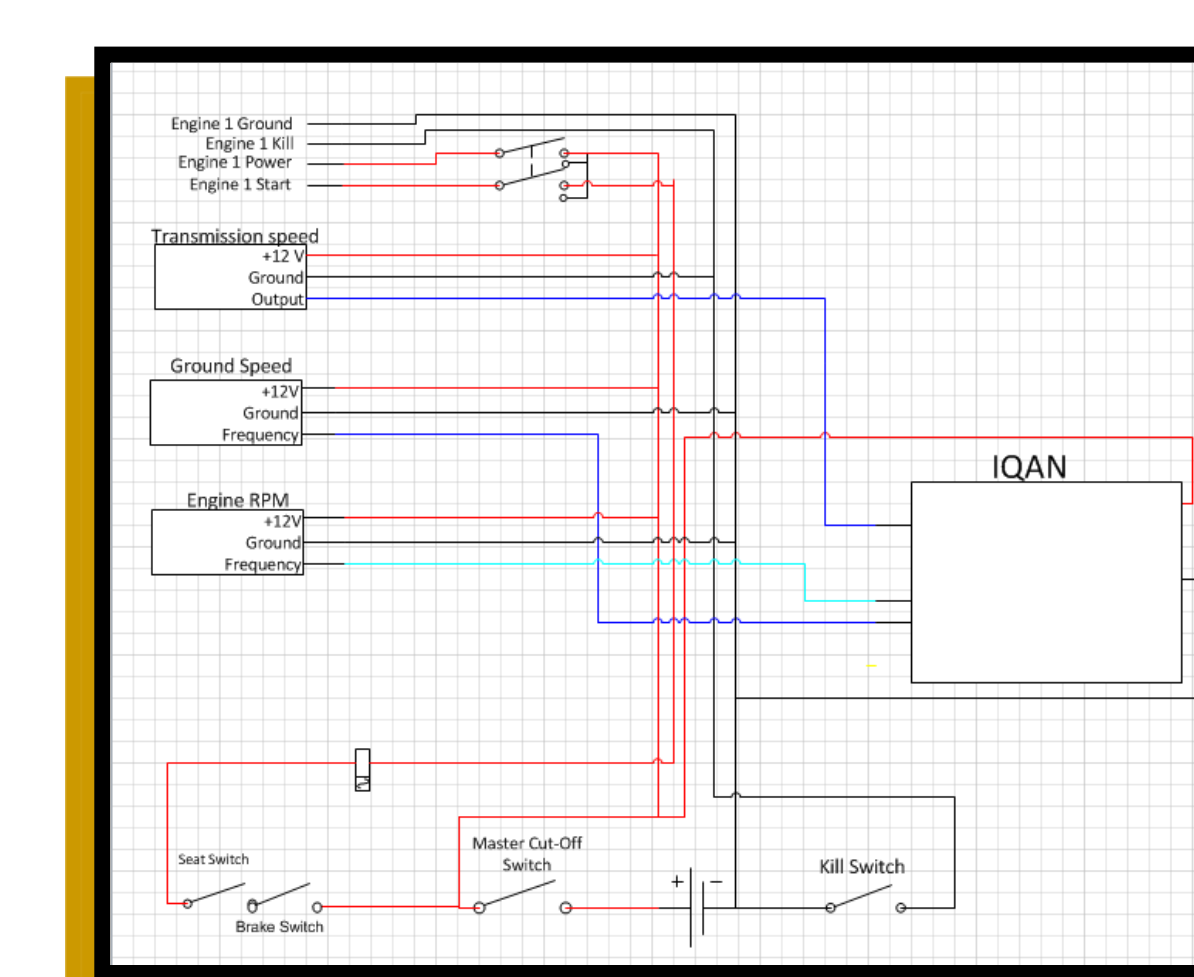 Engine 1 Ground
Engine 1 Kill
Engine 1 Power
Engine 1 Start
Transmission speed
+12 V
Ground
Output
Ground Speed
+12V
Ground
Frequency
IQAN
Engine RPM
+12V
Ground
Frequency
Master Cut-Off
Switch
Seat Switch
Brake Switch
+ −
Kill Switch